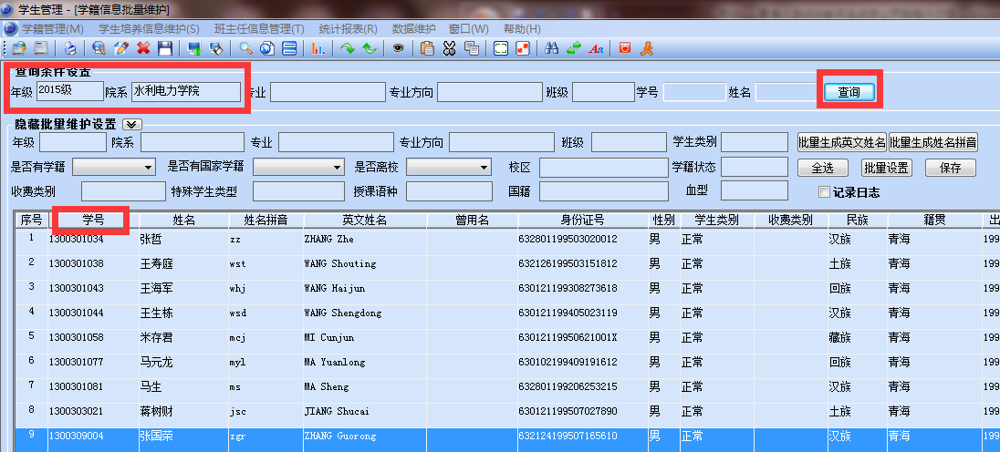 学生管理 - [学籍信息批量维护]
学籍管理(M) 学生培养信息维护(S) 班主任信息管理(T) 统计报表(R) 数据维护 窗口(W) 帮助(H)
查询条件设置
年级 2015级 院系 水利电力学院 专业 专业方向 班级 学号 姓名 查询
隐藏批量维护设置
年级 院系 专业 专业方向 班级 学生类别 批量生成英文姓名 批量生成姓名拼音
是否有学籍 是否有国家学籍 是否离校 校区 学籍状态 全选 批量设置 保存
收费类别 特殊学生类型 授课语种 国籍 血型 记录日志
序号 学号 姓名 姓名拼音 英文姓名 曾用名 身份证号 性别 学生类别 收费类别 民族 籍贯 出
1 1300301034 张哲 zz ZHANG Zhe 632801199503020012 男 正常 汉族 青海 199
2 1300301038 王寿庭 wst WANG Shouting 632126199503151812 男 正常 土族 青海 199
3 1300301043 王海军 whj WANG Haijun 630121199308273618 男 正常 回族 青海 199
4 1300301044 王生栋 wsd WANG Shengdong 630121199405023119 男 正常 汉族 青海 199
5 1300301058 米存君 mcj MI Cunjun 63012119950621001X 男 正常 藏族 青海 199
6 1300301077 马元龙 myl MA Yuanlong 630102199409191612 男 正常 回族 青海 199
7 1300301081 马生 ms MA Sheng 632801199206253215 男 正常 汉族 青海 199
8 1300303021 蒋树财 jsc JIANG Shucai 630121199507027890 男 正常 土族 青海 199
9 1300309004 张国荣 zgr ZHANG Guorong 632124199507165610 男 正常 汉族 青海 199